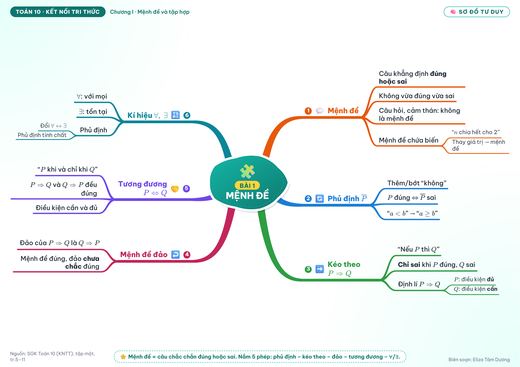 TOÁN 10 · KẾT NỐI TRI THỨC
Chương I · Mệnh đề và tập hợp
SƠ ĐỒ TƯ DUY
BÀI 1
MỆNH ĐỀ
1 Mệnh đề
Câu khẳng định đúng
hoặc sai
Không vừa đúng vừa sai
Câu hỏi, cảm thán: không
là mệnh đề
Mệnh đề chứa biến
"n chia hết cho 2"
Thay giá trị → mệnh
đề
2 Phủ định P̅
Thêm/bớt "không"
P đúng ⇔ P̅ sai
"a < b" → "a ≥ b"
3 Kéo theo
P ⇒ Q
"Nếu P thì Q"
Chỉ sai khi P đúng, Q sai
Định lí P ⇒ Q
P: điều kiện đủ
Q: điều kiện cần
Mệnh đề đảo 4
Đảo của P ⇒ Q là Q ⇒ P
Mệnh đề đúng, đảo chưa
chắc đúng
Tương đương 5
P ⇔ Q
"P khi và chỉ khi Q"
P ⇒ Q và Q ⇒ P đều
đúng
Điều kiện cần và đủ
Kí hiệu ∀, ∃ 6
∀: với mọi
∃: tồn tại
Phủ định
Đổi ∀ ↔ ∃
Phủ định tính chất
Nguồn: SGK Toán 10 (KNTT), tập một,
tr.5–11
Mệnh đề = câu chắc chắn đúng hoặc sai. Nắm 5 phép: phủ định – kéo theo – đảo – tương đương – ∀/∃.
Biên soạn: Eliza Tâm Dương